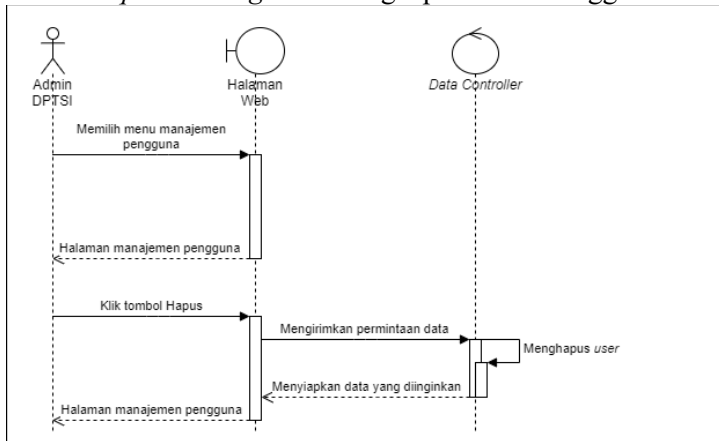 Admin
DPTSI
Halaman
Web
Data Controller
Memilih menu manajemen
pengguna
Halaman manajemen pengguna
Klik tombol Hapus
Mengirimkan permintaan data
Menghapus user
Menyiapkan data yang diinginkan
Halaman manajemen pengguna